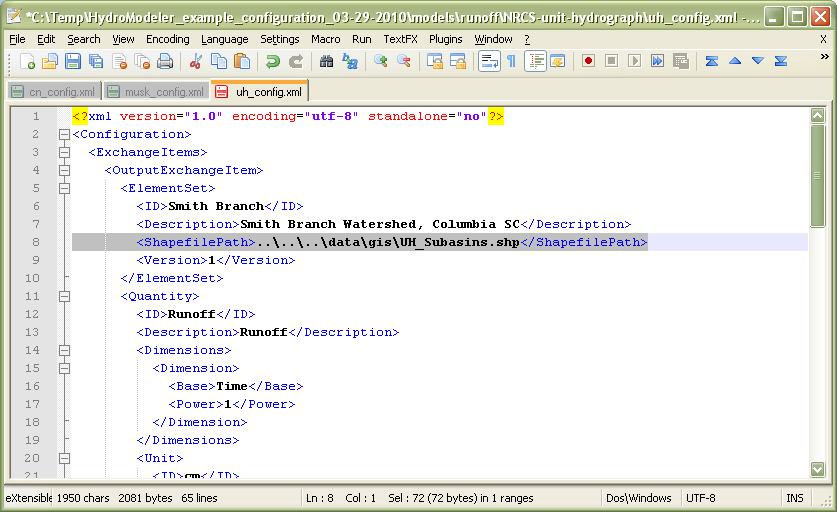 *C:\Temp\HydroModeler_example_configuration_03-29-2010\models\runoff\NRCS-unit-hydrograph\uh_config.xml - ...
File Edit Search View Encoding Language Settings Macro Run TextFX Plugins Window ? X
cn_config.xml musk_config.xml uh_config.xml
1 <?xml version="1.0" encoding="utf-8" standalone="no"?>
2 <Configuration>
3 <ExchangeItems>
4 <OutputExchangeItem>
5 <ElementSet>
6 <ID>Smith Branch</ID>
7 <Description>Smith Branch Watershed, Columbia SC</Description>
8 <ShapefilePath>..\..\..\data\gis\UH_Subasins.shp</ShapefilePath>
9 <Version>1</Version>
10 </ElementSet>
11 <Quantity>
12 <ID>Runoff</ID>
13 <Description>Runoff</Description>
14 <Dimensions>
15 <Dimension>
16 <Base>Time</Base>
17 <Power>1</Power>
18 </Dimension>
19 </Dimensions>
20 <Unit>
21 <ID>cm</ID>
eXtensible 1950 chars 2081 bytes 65 lines Ln : 8 Col : 1 Sel : 72 (72 bytes) in 1 ranges Dos\Windows UTF-8 INS